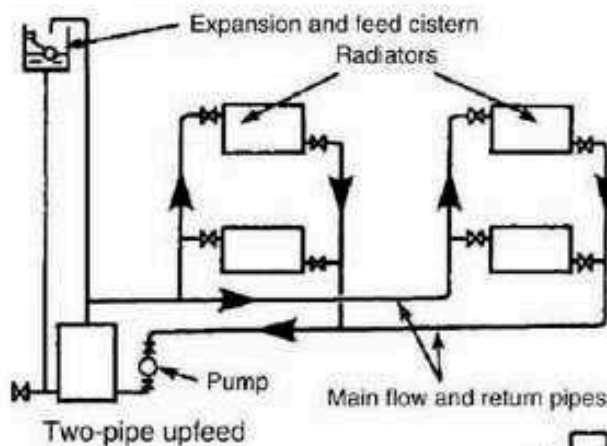 Expansion and feed cistern
Radiators
Pump
Main flow and return pipes
Two-pipe upfeed